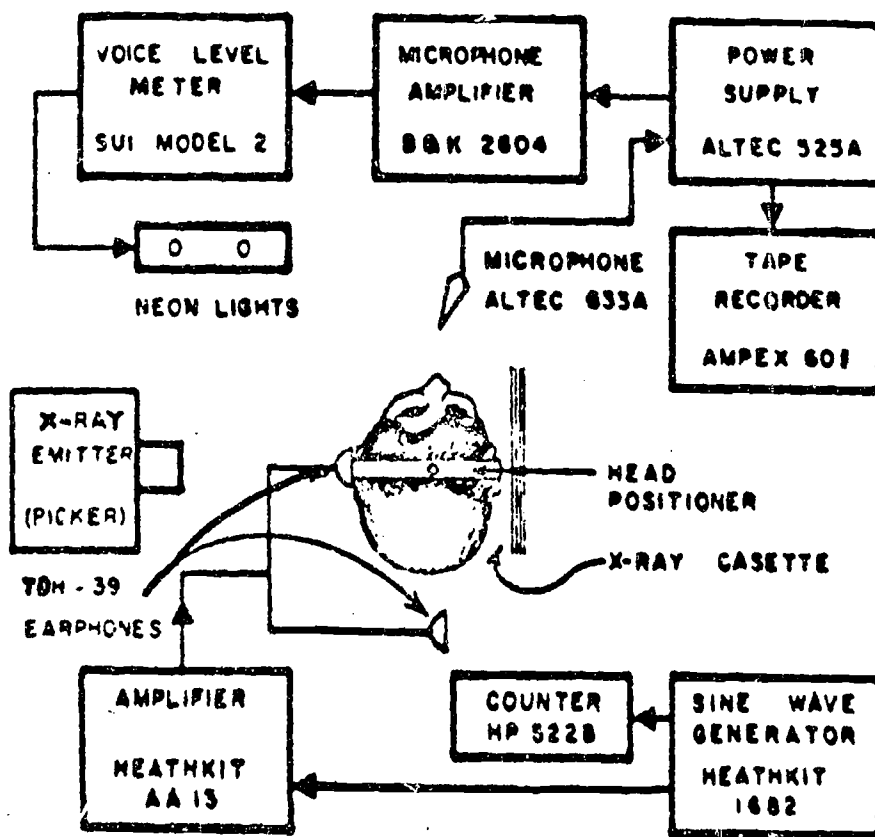 VOICE LEVEL
METER
SUI MODEL 2
MICROPHONE
AMPLIFIER
B&K 2604
POWER
SUPPLY
ALTEC 525A
NEON LIGHTS
MICROPHONE
ALTEC 633A
TAPE
RECORDER
AMPEX 601
X-RAY
EMITTER
(PICKER)
HEAD
POSITIONER
X-RAY CASETTE
TDH-39
EARPHONES
AMPLIFIER
HEATHKIT
AA 13
COUNTER
HP 522B
SINE WAVE
GENERATOR
HEATHKIT
1682